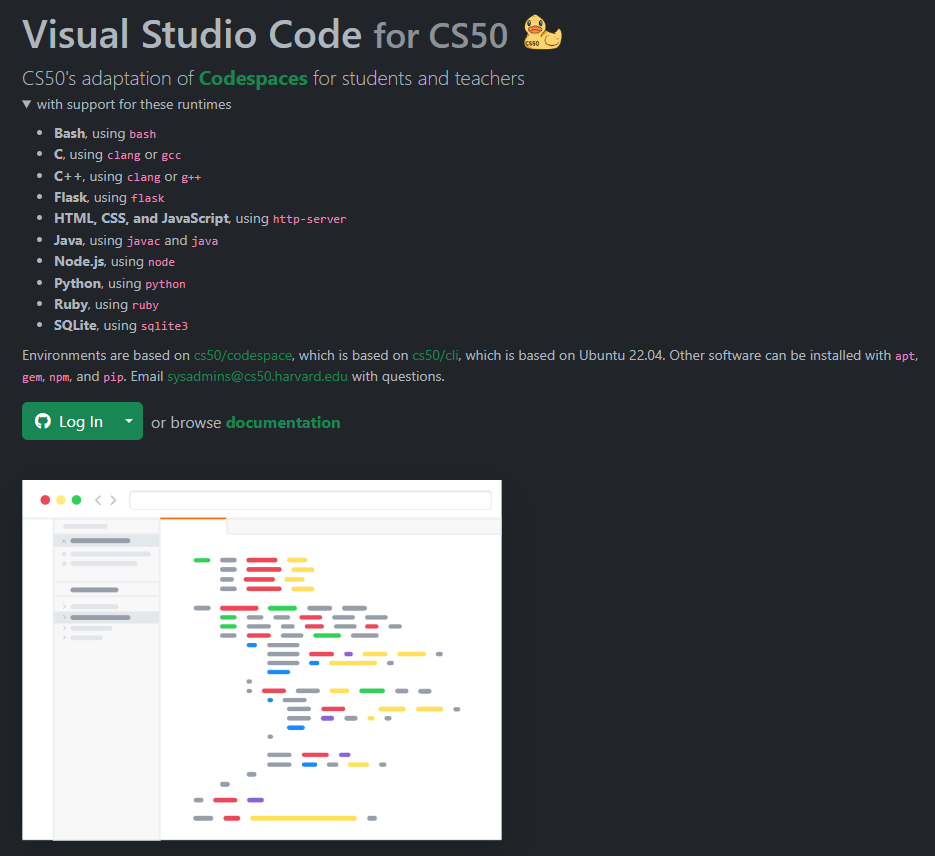 Visual Studio Code for CS50
CS50
CS50's adaptation of Codespaces for students and teachers
▼ with support for these runtimes
• Bash, using bash
• C, using clang or gcc
• C++, using clang or g++
• Flask, using flask
• HTML, CSS, and JavaScript, using http-server
• Java, using javac and java
• Node.js, using node
• Python, using python
• Ruby, using ruby
• SQLite, using sqlite3
Environments are based on cs50/codespace, which is based on cs50/cli, which is based on Ubuntu 22.04. Other software can be installed with apt,
gem, npm, and pip. Email sysadmins@cs50.harvard.edu with questions.
Log In or browse documentation